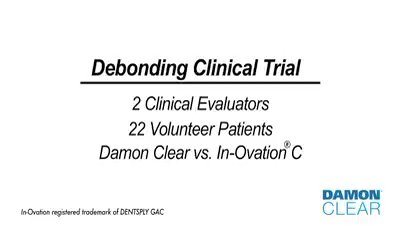 Debonding Clinical Trial
2 Clinical Evaluators
22 Volunteer Patients
Damon Clear vs. In-Ovation® C
In-Ovation registered trademark of DENTSPLY GAC
DAMON
CLEAR